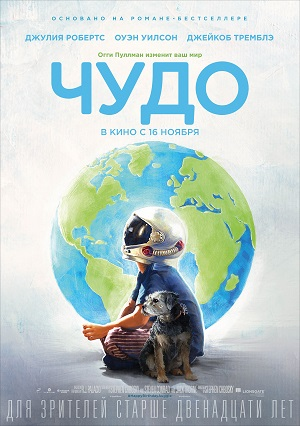 ОСНОВАНО НА РОМАНЕ-БЕСТСЕЛЛЕРЕ
ДЖУЛИЯ РОБЕРТС ОУЭН УИЛСОН ДЖЕЙКОБ ТРЕМБЛЭ
Огги Пуллман изменит ваш мир
ЧУДО
В КИНО С 16 НОЯБРЯ
LIONSGATE
ДЛЯ ЗРИТЕЛЕЙ СТАРШЕ ДВЕНАДЦАТИ ЛЕТ